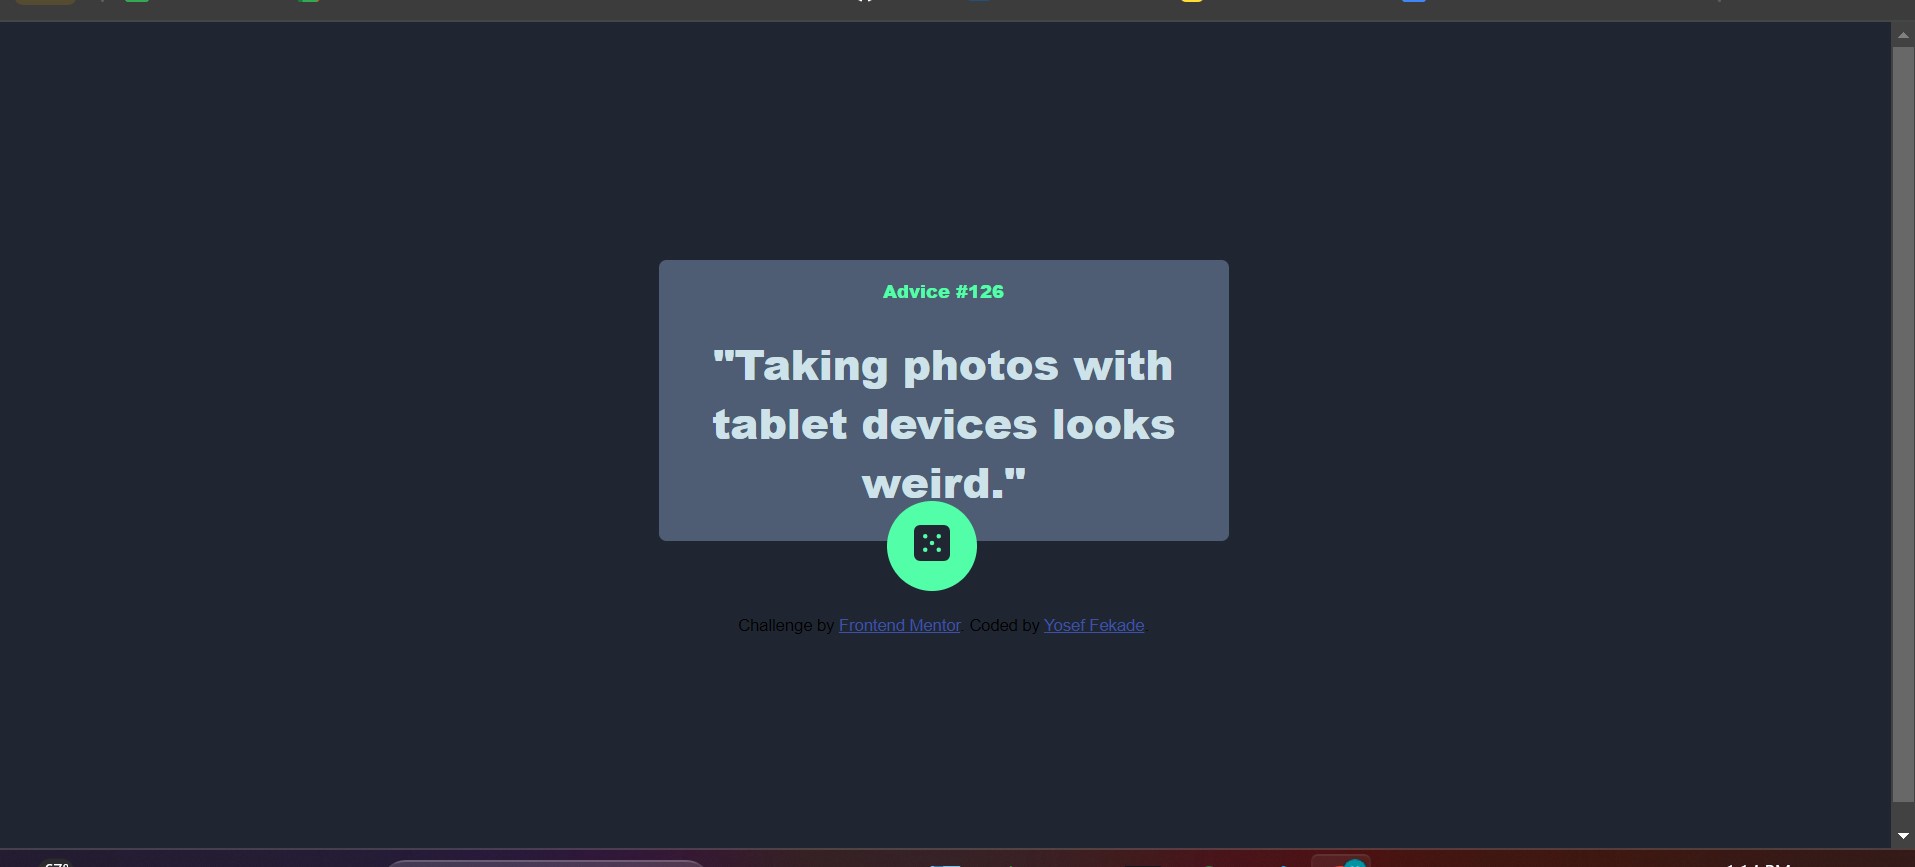 Advice #126
"Taking photos with
tablet devices looks
weird."
Challenge by Frontend Mentor  Coded by Yosef Fekade